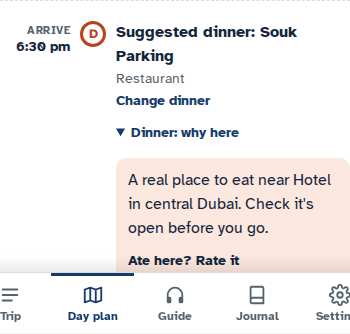 ARRIVE
6:30 pm
D
Suggested dinner: Souk
Parking
Restaurant
Change dinner
▼ Dinner: why here
A real place to eat near Hotel
in central Dubai. Check it's
open before you go.
Ate here? Rate it
Trip
Day plan
Guide
Journal